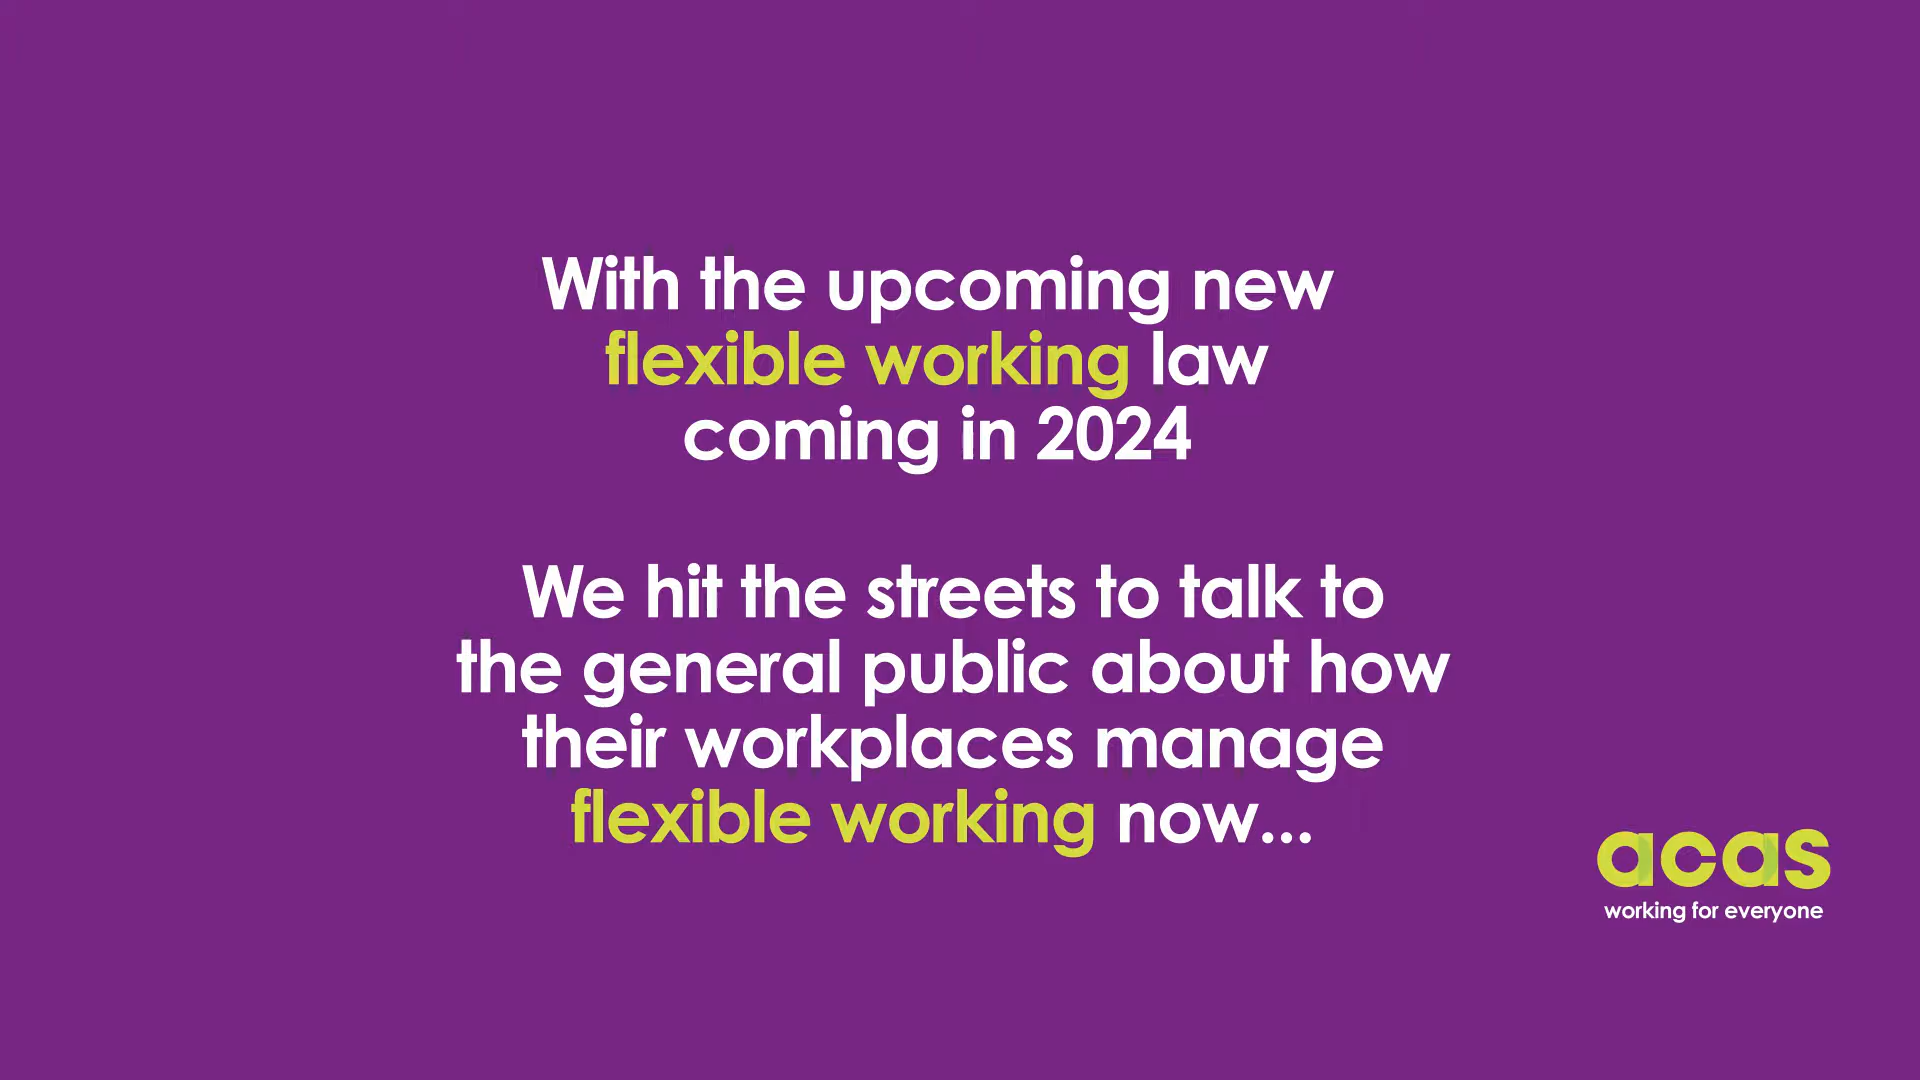 With the upcoming new
flexible working law
coming in 2024
We hit the streets to talk to
the general public about how
their workplaces manage
flexible working now...
acas
working for everyone